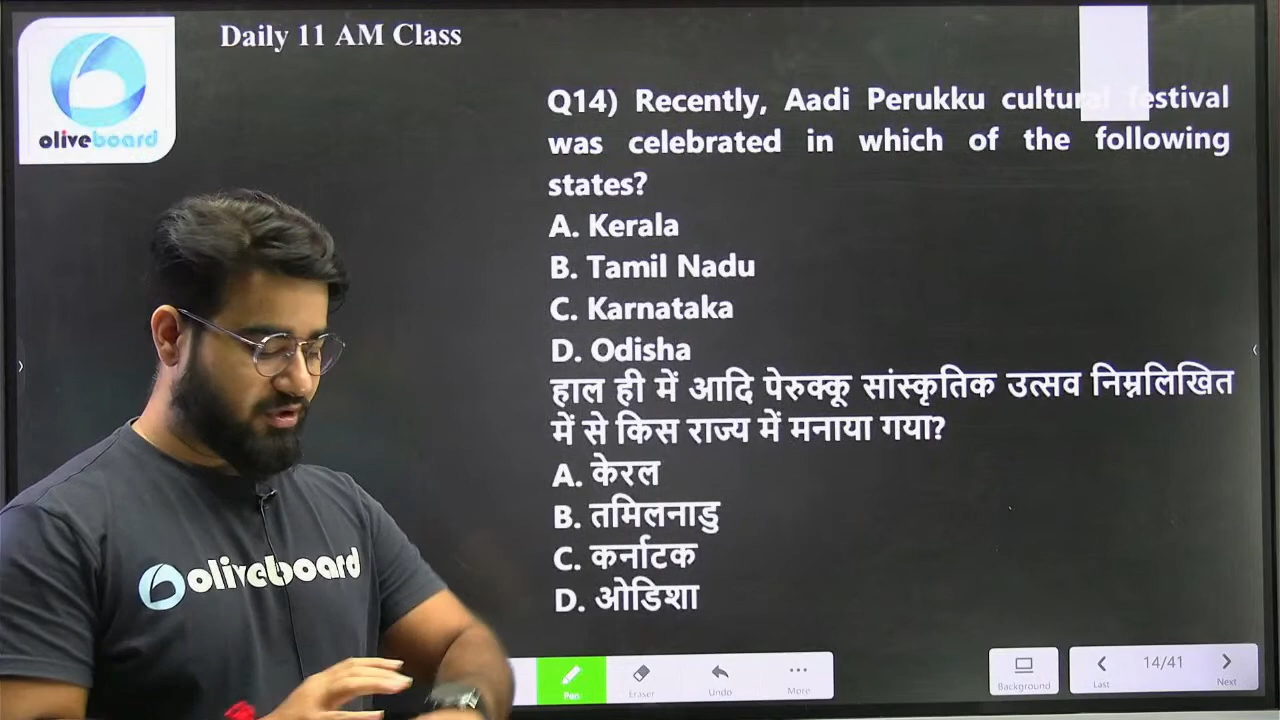 Daily 11 AM Class
oliveboard
Q14) Recently, Aadi Perukku cultural festival
was celebrated in which of the following
states?
A. Kerala
B. Tamil Nadu
C. Karnataka
D. Odisha
हाल ही में आदि पेरुक्कू सांस्कृतिक उत्सव निम्नलिखित
में से किस राज्य में मनाया गया?
A. केरल
B. तमिलनाडु
C. कर्नाटक
D. ओडिशा
oliveboard
Pen
Eraser
Undo
More
Background
Last
14/41
Next